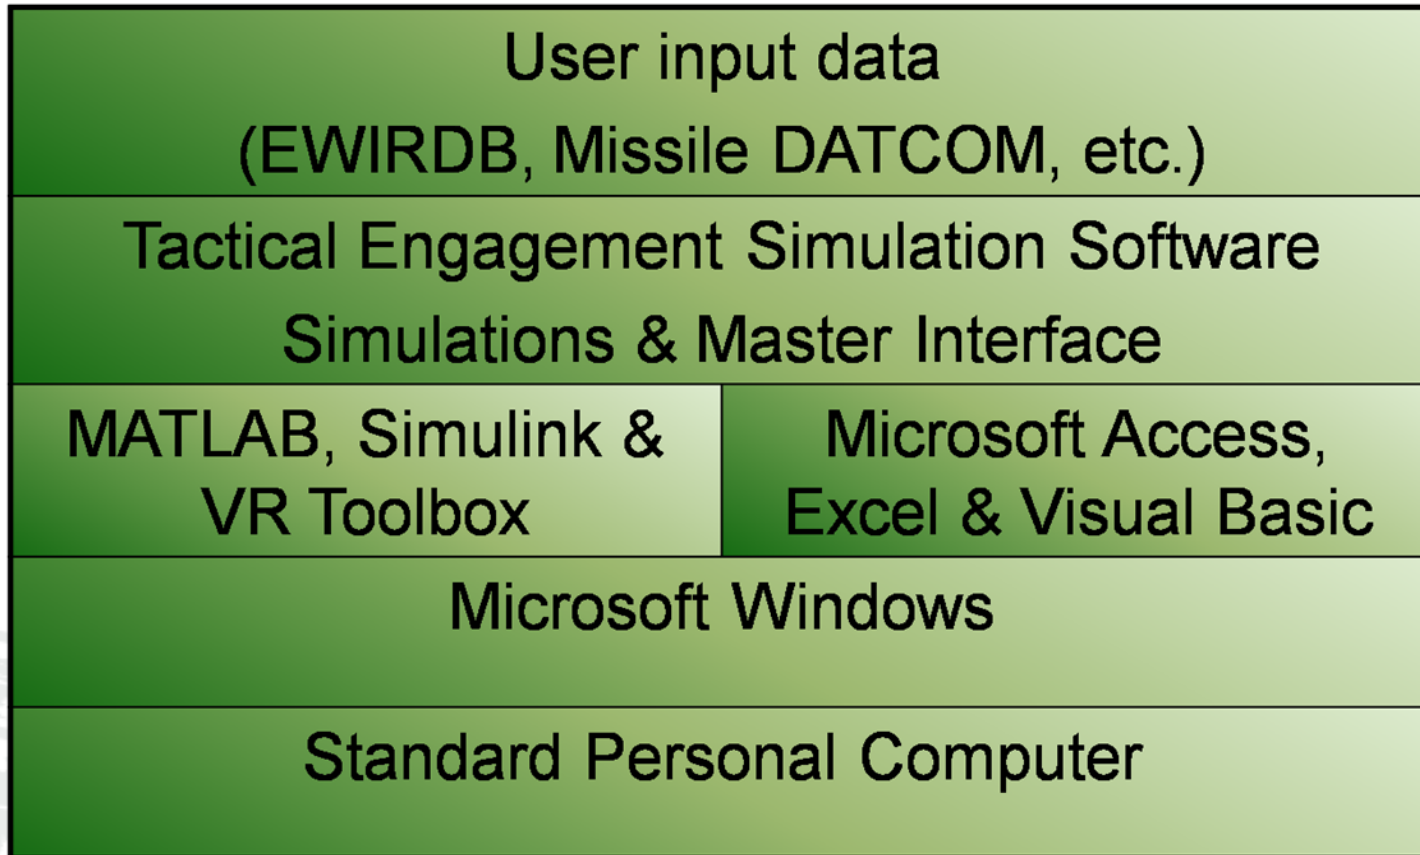 User input data
(EWIRDB, Missile DATCOM, etc.)
Tactical Engagement Simulation Software
Simulations & Master Interface
MATLAB, Simulink &
VR Toolbox
Microsoft Access,
Excel & Visual Basic
Microsoft Windows
Standard Personal Computer